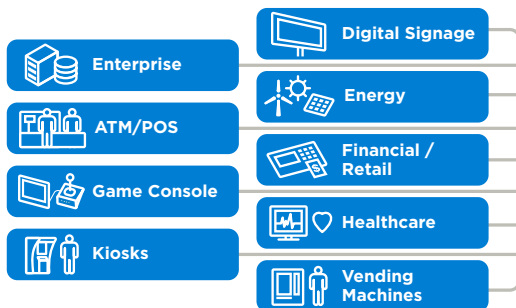 Enterprise
ATM/POS
Game Console
Kiosks
Digital Signage
Energy
Financial /
Retail
Healthcare
Vending
Machines